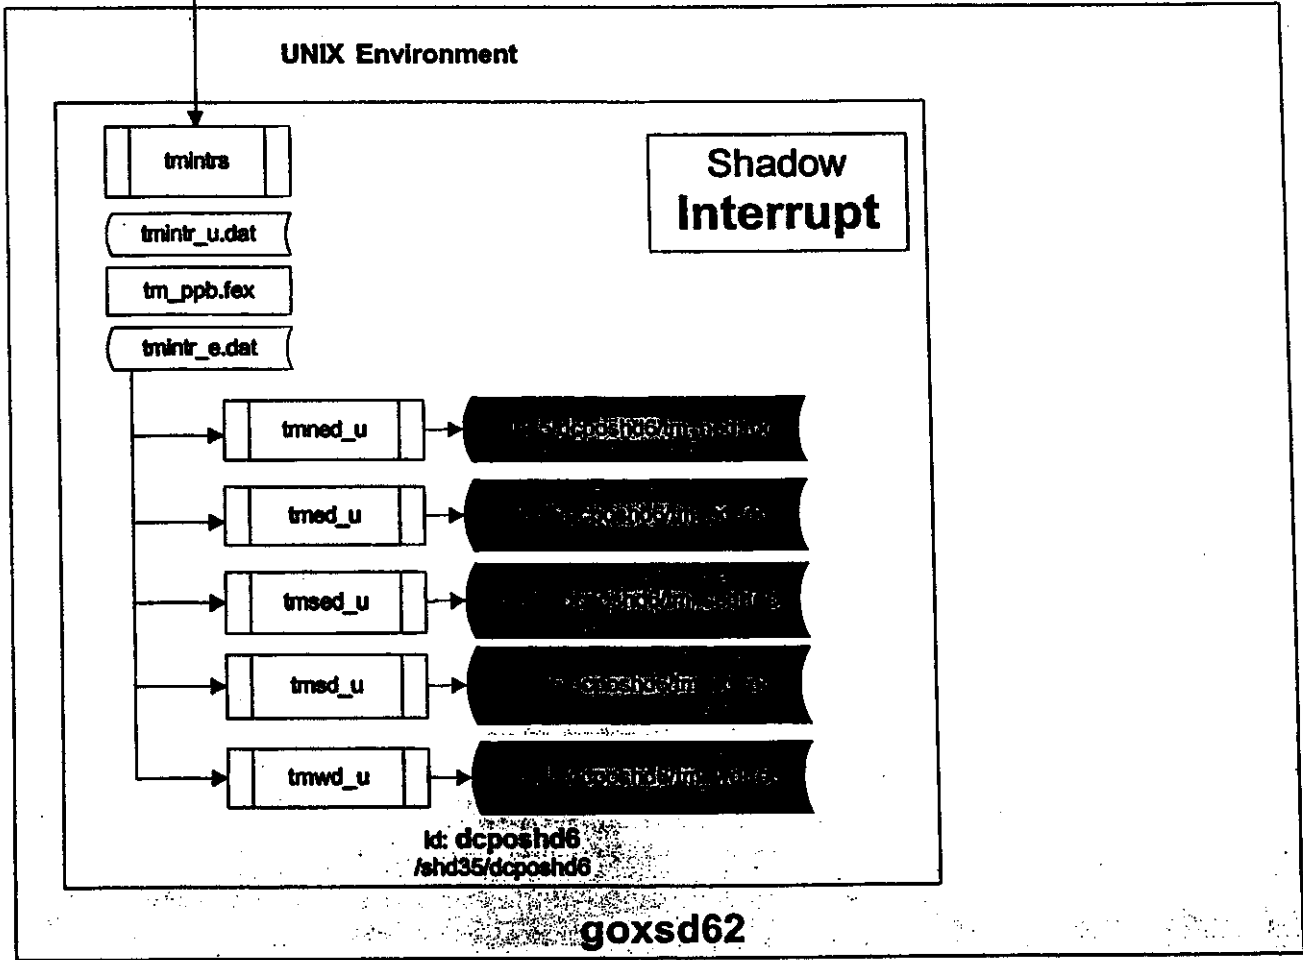 UNIX Environment
tmintrs
Shadow
Interrupt
tmintr_u.dat
tm_ppb.fex
tmintr_e.dat
tmned_u
tmed_u
tmsed_u
tmsd_u
tmwd_u
Id: dcposhd6
/shd35/dcposhd6
goxsd62